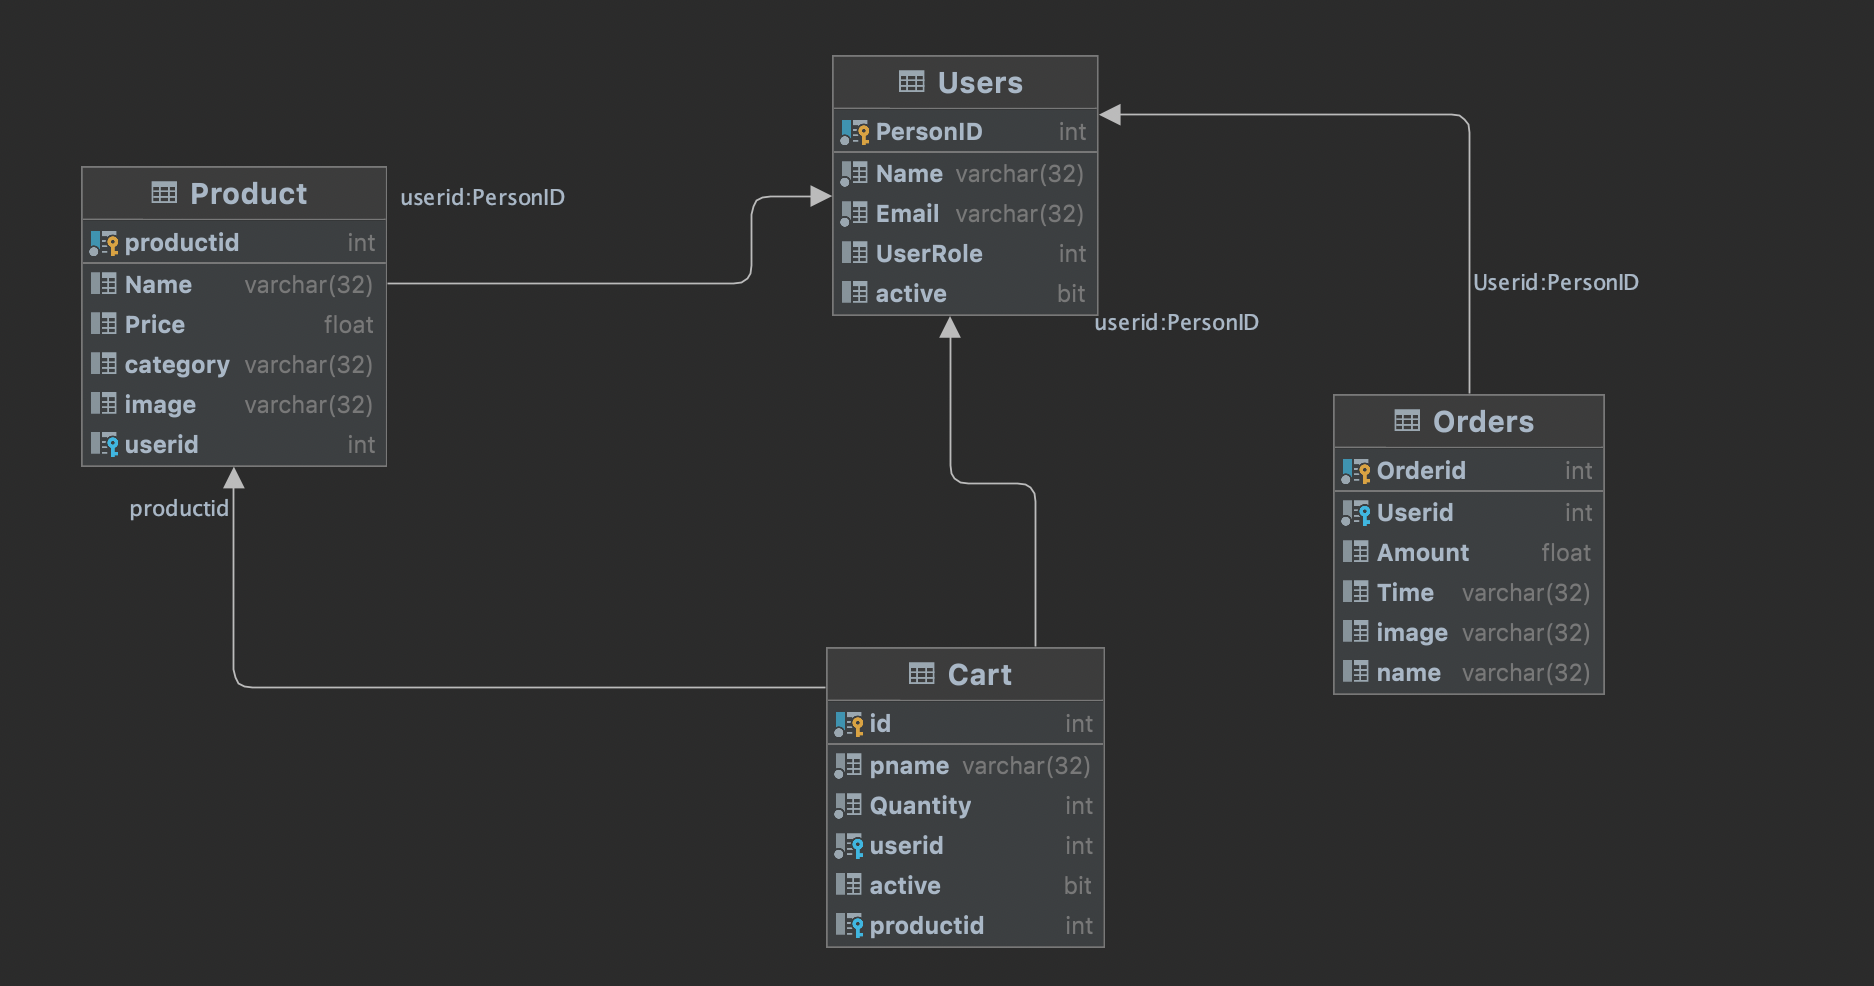 Users
PersonID int
Name varchar(32)
Email varchar(32)
UserRole int
active bit
Product
productid int
Name varchar(32)
Price float
category varchar(32)
image varchar(32)
userid int
userid:PersonID
userid:PersonID
Userid:PersonID
productid
Orders
Orderid int
Userid int
Amount float
Time varchar(32)
image varchar(32)
name varchar(32)
Cart
id int
pname varchar(32)
Quantity int
userid int
active bit
productid int